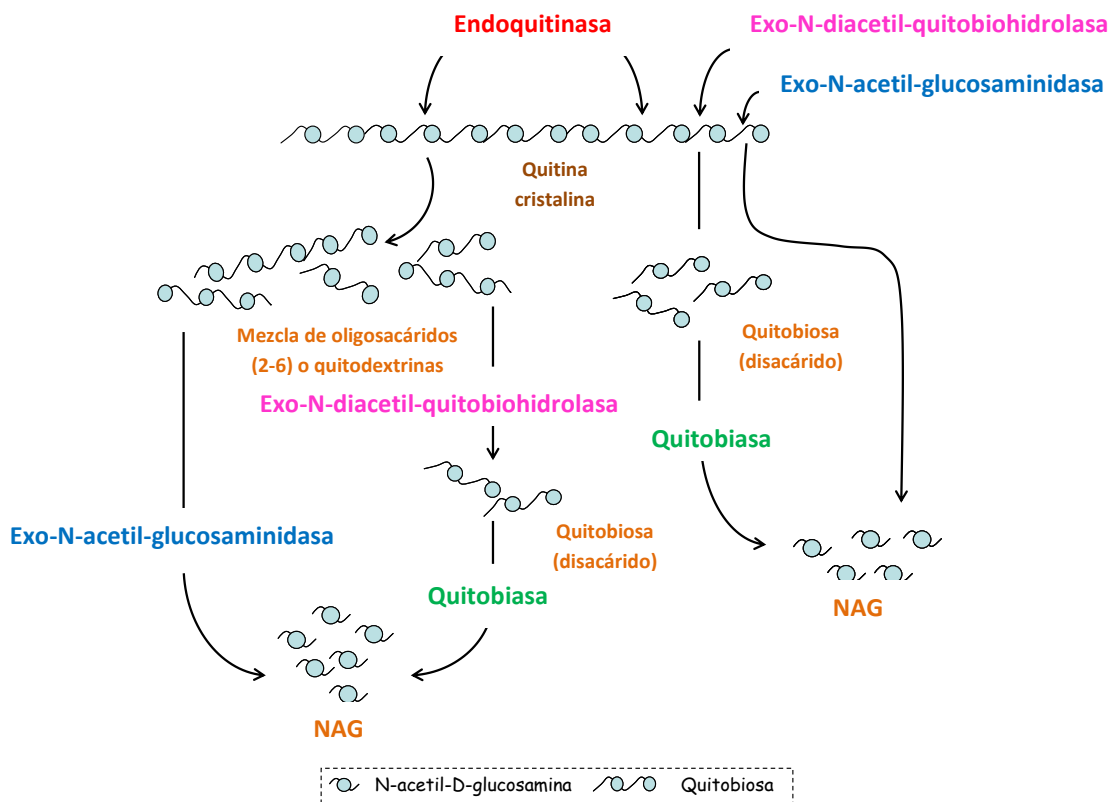 Endoquitinasa
Exo-N-diacetil-quitobiohidrolasa
Exo-N-acetil-glucosaminidasa
Quitina
cristalina
Mezcla de oligosacáridos
(2-6) o quitodextrinas
Quitobiosa
(disacárido)
Exo-N-diacetil-quitobiohidrolasa
Quitobiasa
Exo-N-acetil-glucosaminidasa
Quitobiosa
(disacárido)
Quitobiasa
NAG
NAG
N-acetil-D-glucosamina
Quitobiosa